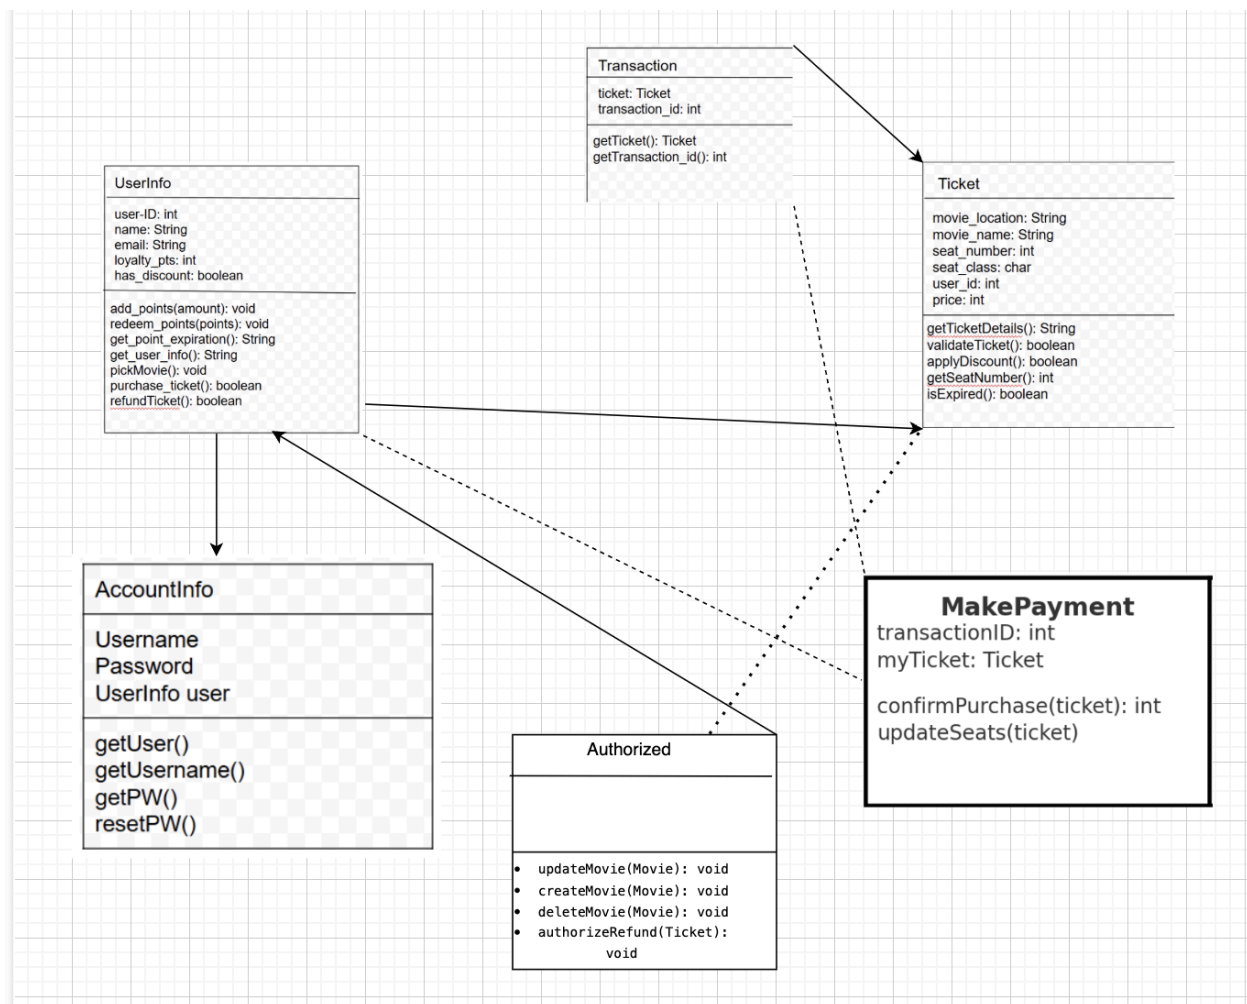 Transaction
ticket: Ticket
transaction_id: int
getTicket(): Ticket
getTransaction_id(): int
UserInfo
user-ID: int
name: String
email: String
loyalty_pts: int
has_discount: boolean
add_points(amount): void
redeem_points(points): void
get_point_expiration(): String
get_user_info(): String
pickMovie(): void
purchase_ticket(): boolean
refundTicket(): boolean
Ticket
movie_location: String
movie_name: String
seat_number: int
seat_class: char
user_id: int
price: int
getTicketDetails(): String
validateTicket(): boolean
applyDiscount(): boolean
getSeatNumber(): int
isExpired(): boolean
AccountInfo
Username
Password
UserInfo user
getUser()
getUsername()
getPW()
resetPW()
Authorized
updateMovie(Movie): void
createMovie(Movie): void
deleteMovie(Movie): void
authorizeRefund(Ticket):
void
MakePayment
transactionID: int
myTicket: Ticket
confirmPurchase(ticket): int
updateSeats(ticket)